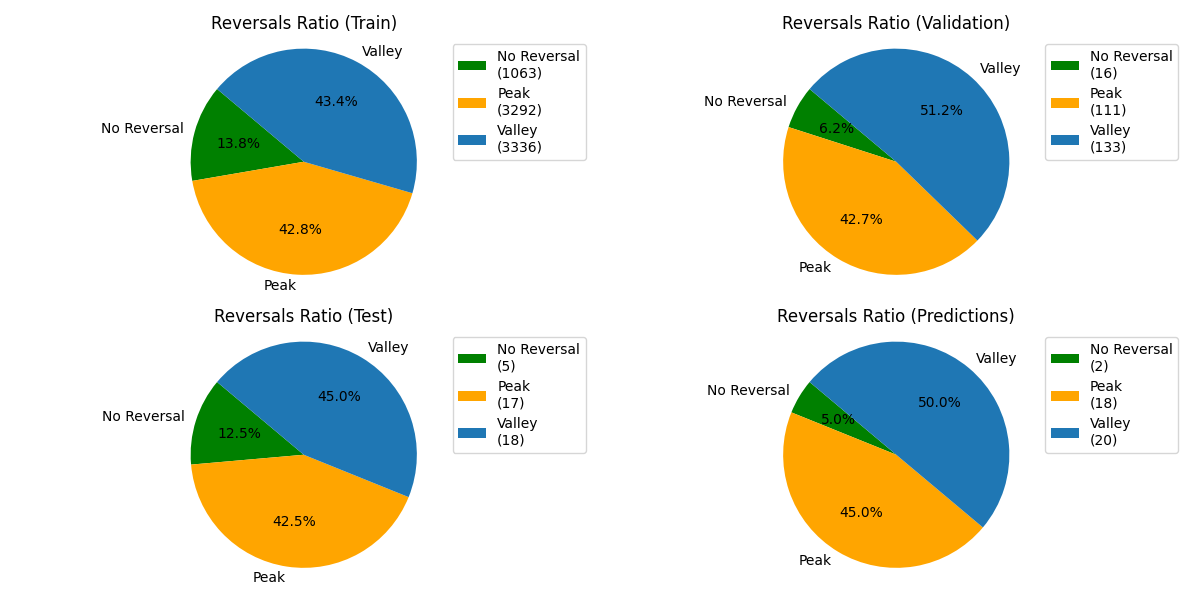 Reversals Ratio (Train)
Valley
43.4%
No Reversal
13.8%
42.8%
Peak
No Reversal
(1063)
Peak
(3292)
Valley
(3336)
Reversals Ratio (Validation)
Valley
51.2%
No Reversal
6.2%
42.7%
Peak
No Reversal
(16)
Peak
(111)
Valley
(133)
Reversals Ratio (Test)
Valley
45.0%
No Reversal
12.5%
42.5%
Peak
No Reversal
(5)
Peak
(17)
Valley
(18)
Reversals Ratio (Predictions)
Valley
50.0%
No Reversal
5.0%
45.0%
Peak
No Reversal
(2)
Peak
(18)
Valley
(20)